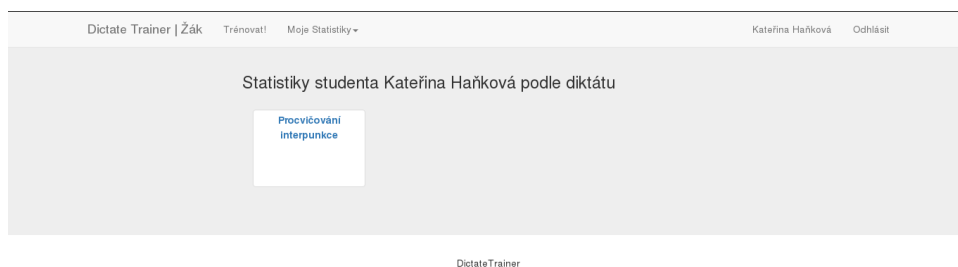 Dictate Trainer | Žák Trénovat! Moje Statistiky Kateřina Haňková Odhlásit
Statistiky studenta Kateřina Haňková podle diktátu
Procvičování
interpunkce
DictateTrainer